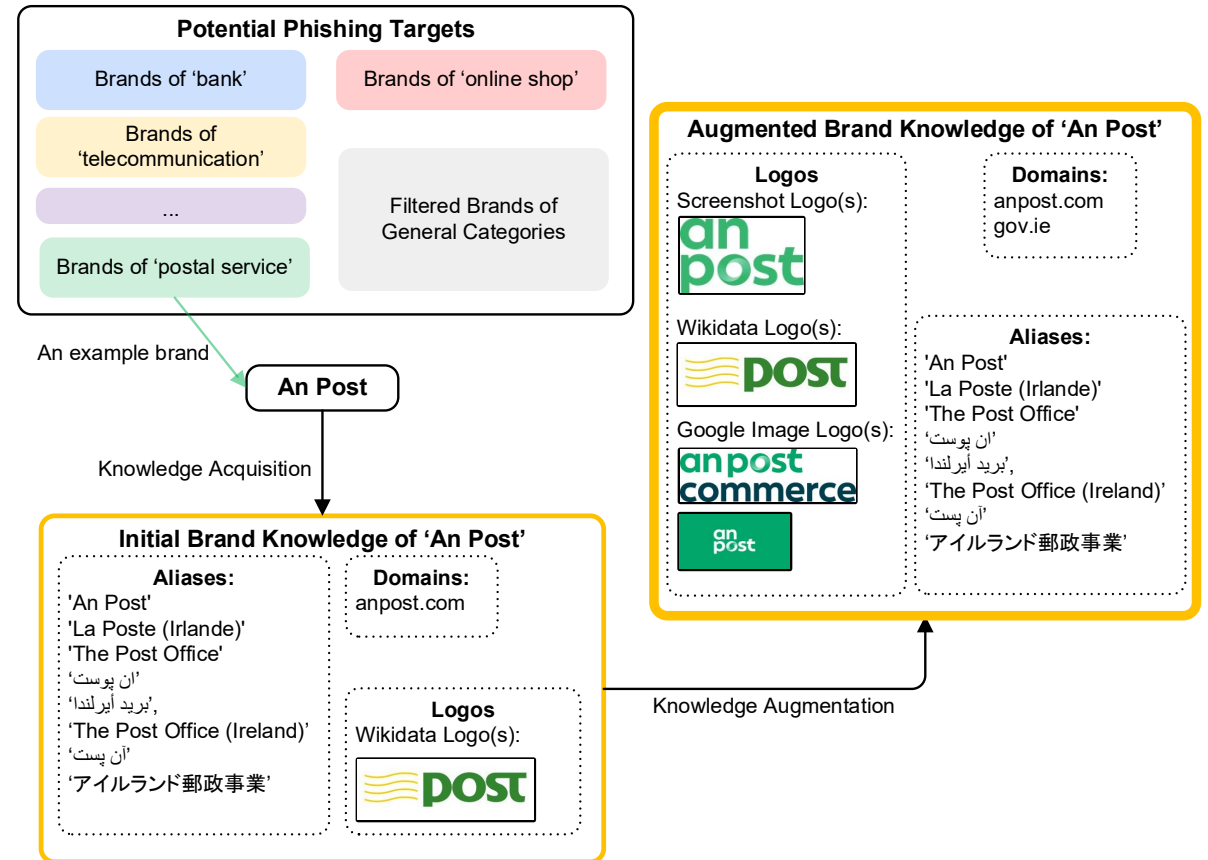 Potential Phishing Targets
Brands of ‘bank’
Brands of ‘online shop’
Brands of
‘telecommunication’
...
Filtered Brands of
General Categories
Brands of ‘postal service’
An example brand
An Post
Knowledge Acquisition
Initial Brand Knowledge of ‘An Post’
Aliases:
'An Post'
'La Poste (Irlande)'
'The Post Office'
‘ان پوست’
‘بريد أيرلندا’,
‘The Post Office (Ireland)’
‘آن پست’
‘アイルランド郵政事業’
Domains:
anpost.com
Logos
Wikidata Logo(s):
post
Knowledge Augmentation
Augmented Brand Knowledge of ‘An Post’
Logos
Screenshot Logo(s):
an
post
Wikidata Logo(s):
post
Google Image Logo(s):
an post
commerce
an
post
Domains:
anpost.com
gov.ie
Aliases:
'An Post'
'La Poste (Irlande)'
'The Post Office'
‘ان پوست’
‘بريد أيرلندا’,
‘The Post Office (Ireland)’
‘آن پست’
‘アイルランド郵政事業’